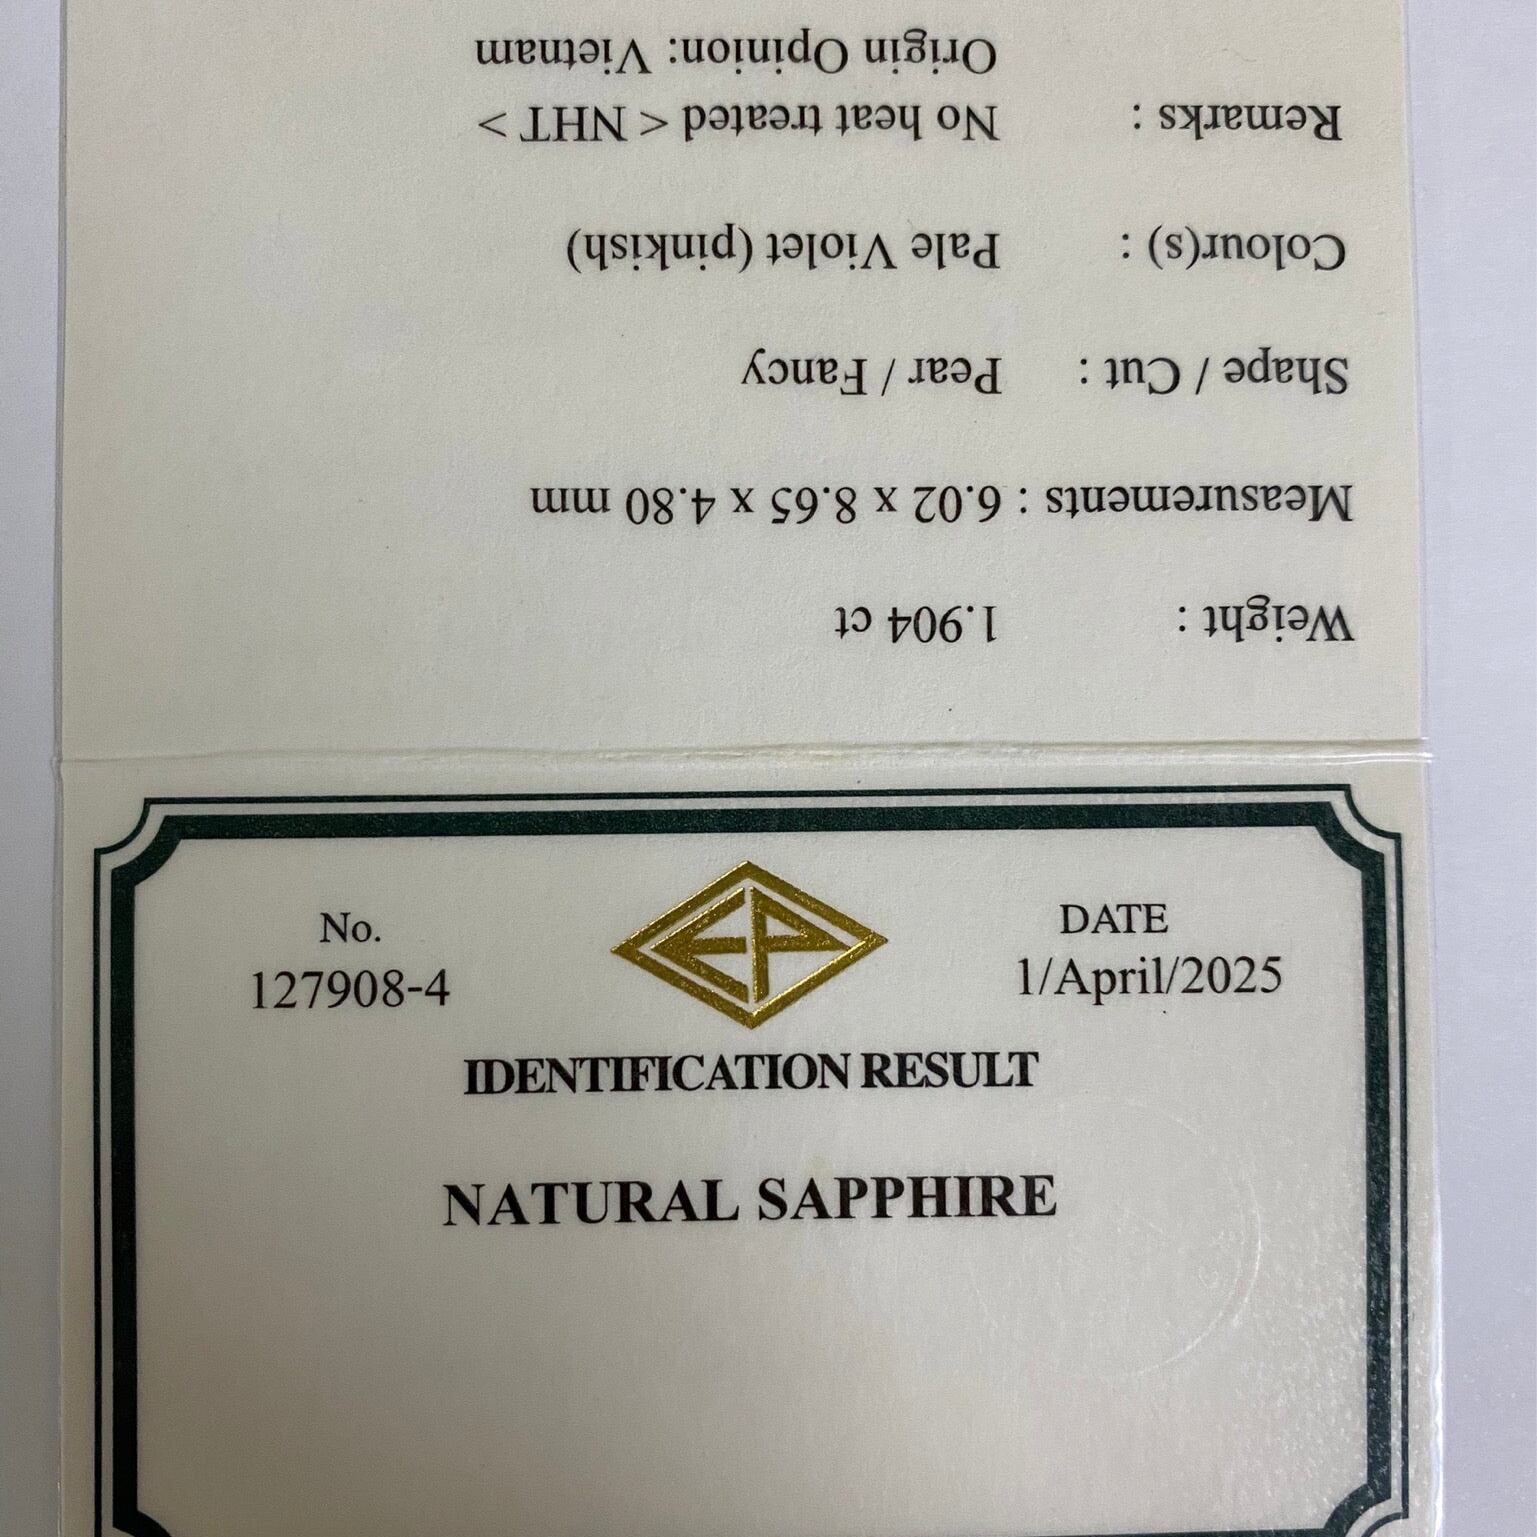 No.
127908-4
EP
DATE
1/April/2025
IDENTIFICATION RESULT
NATURAL SAPPHIRE
Weight : 1.904 ct
Measurements : 6.02 x 8.65 x 4.80 mm
Shape / Cut : Pear / Fancy
Colour(s) : Pale Violet (pinkish)
Remarks : No heat treated < NHT >
Origin Opinion: Vietnam